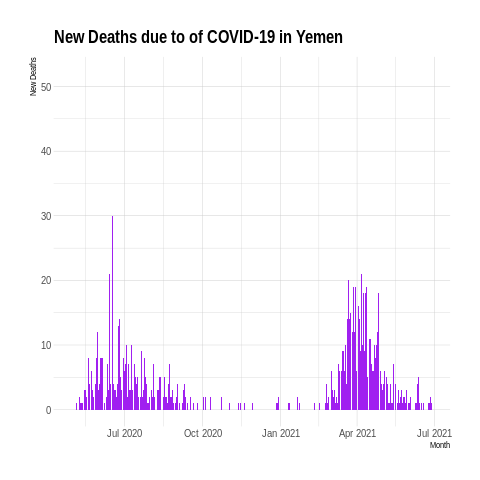 New Deaths due to of COVID-19 in Yemen
New Deaths
50
40
30
20
10
0
Jul 2020
Oct 2020
Jan 2021
Apr 2021
Jul 2021
Month